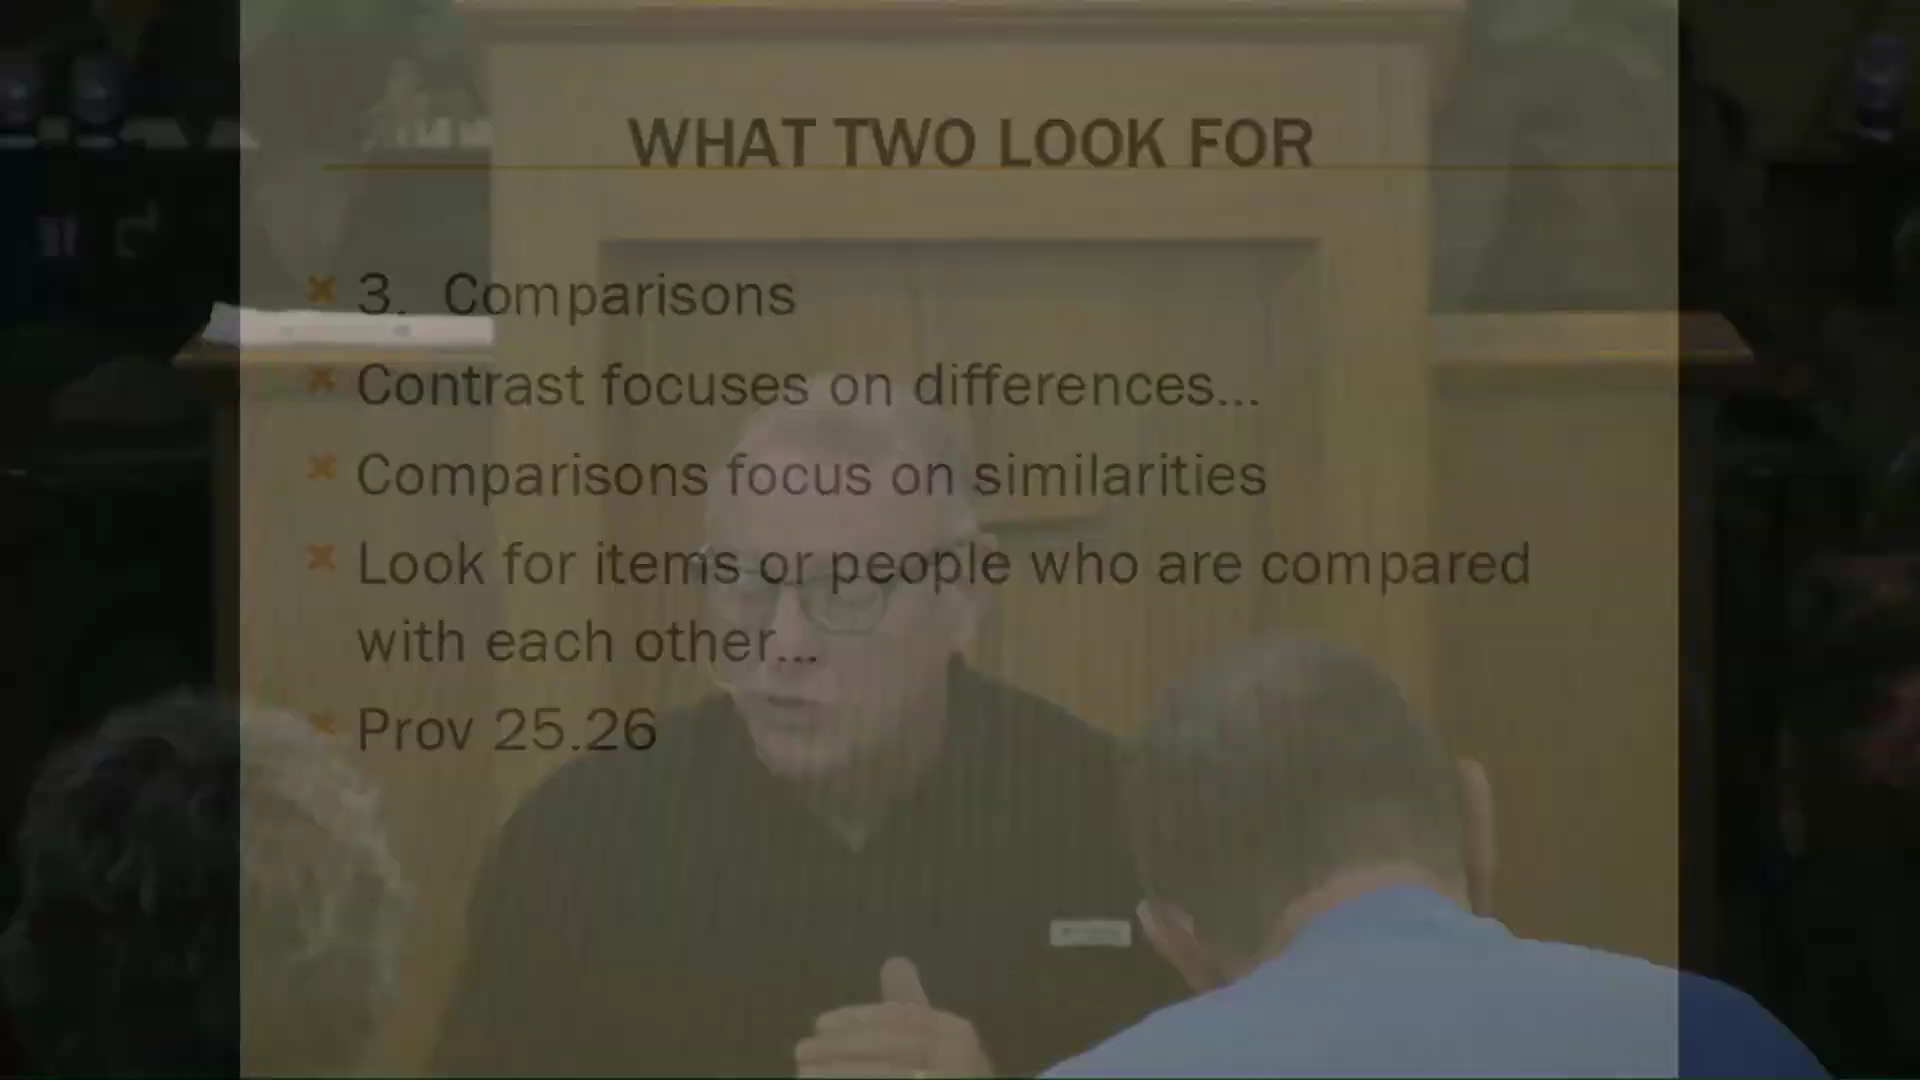 WHAT TWO LOOK FOR
3. Comparisons
Contrast focuses on differences...
Comparisons focus on similarities
Look for items or people who are compared
with each other...
Prov 25.26